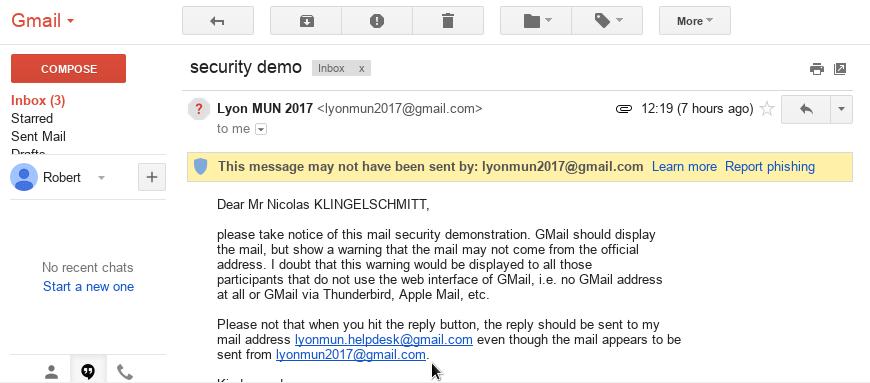 Gmail
More
COMPOSE
Inbox (3)
Starred
Sent Mail
Drafts
Robert
No recent chats
Start a new one
security demo
Inbox x
Lyon MUN 2017 <lyonmun2017@gmail.com>
12:19 (7 hours ago)
to me
This message may not have been sent by: lyonmun2017@gmail.com Learn more Report phishing
Dear Mr Nicolas KLINGELSCHMITT,
please take notice of this mail security demonstration. GMail should display
the mail, but show a warning that the mail may not come from the official
address. I doubt that this warning would be displayed to all those
participants that do not use the web interface of GMail, i.e. no GMail address
at all or GMail via Thunderbird, Apple Mail, etc.
Please not that when you hit the reply button, the reply should be sent to my
mail address lyonmun.helpdesk@gmail.com even though the mail appears to be
sent from lyonmun2017@gmail.com.